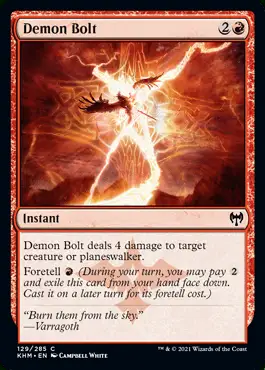 Demon Bolt 2
Instant
Demon Bolt deals 4 damage to target
creature or planeswalker.
Foretell (During your turn, you may pay 2
and exile this card from your hand face down.
Cast it on a later turn for its foretell cost.)
"Burn them from the sky."
—Varragoth
129/285 C
KHM • EN Campbell White
™ & © 2021 Wizards of the Coast